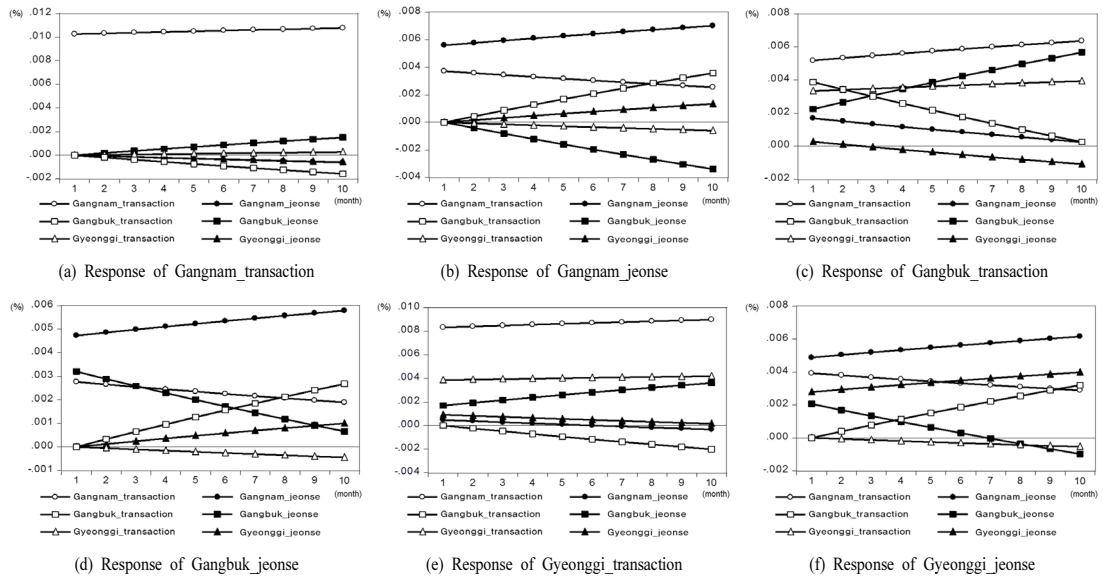 (%)
.012
.010
.008
.006
.004
.002
.000
-.002
1 2 3 4 5 6 7 8 9 10
(month)
Gangnam_transaction Gangnam_jeonse
Gangbuk_transaction Gangbuk_jeonse
Gyeonggi_transaction Gyeonggi_jeonse
(a) Response of Gangnam_transaction
(%)
.008
.006
.004
.002
.000
-.002
-.004
1 2 3 4 5 6 7 8 9 10
(month)
Gangnam_transaction Gangnam_jeonse
Gangbuk_transaction Gangbuk_jeonse
Gyeonggi_transaction Gyeonggi_jeonse
(b) Response of Gangnam_jeonse
(%)
.008
.006
.004
.002
.000
-.002
1 2 3 4 5 6 7 8 9 10
(month)
Gangnam_transaction Gangnam_jeonse
Gangbuk_transaction Gangbuk_jeonse
Gyeonggi_transaction Gyeonggi_jeonse
(c) Response of Gangbuk_transaction
(%)
.006
.005
.004
.003
.002
.001
.000
-.001
1 2 3 4 5 6 7 8 9 10
(month)
Gangnam_transaction Gangnam_jeonse
Gangbuk_transaction Gangbuk_jeonse
Gyeonggi_transaction Gyeonggi_jeonse
(d) Response of Gangbuk_jeonse
(%)
.010
.008
.006
.004
.002
.000
-.002
-.004
1 2 3 4 5 6 7 8 9 10
(month)
Gangnam_transaction Gangnam_jeonse
Gangbuk_transaction Gangbuk_jeonse
Gyeonggi_transaction Gyeonggi_jeonse
(e) Response of Gyeonggi_transaction
(%)
.008
.006
.004
.002
.000
-.002
1 2 3 4 5 6 7 8 9 10
(month)
Gangnam_transaction Gangnam_jeonse
Gangbuk_transaction Gangbuk_jeonse
Gyeonggi_transaction Gyeonggi_jeonse
(f) Response of Gyeonggi_jeonse